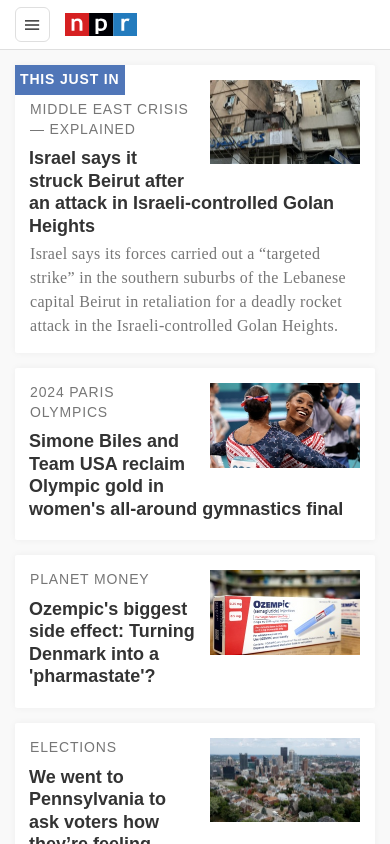 npr
THIS JUST IN
MIDDLE EAST CRISIS
— EXPLAINED
Israel says it
struck Beirut after
an attack in Israeli-controlled Golan
Heights
Israel says its forces carried out a “targeted
strike” in the southern suburbs of the Lebanese
capital Beirut in retaliation for a deadly rocket
attack in the Israeli-controlled Golan Heights.
2024 PARIS
OLYMPICS
Simone Biles and
Team USA reclaim
Olympic gold in
women's all-around gymnastics final
PLANET MONEY
Ozempic's biggest
side effect: Turning
Denmark into a
'pharmastate'?
OZEMPIC
ELECTIONS
We went to
Pennsylvania to
ask voters how
they’re feeling